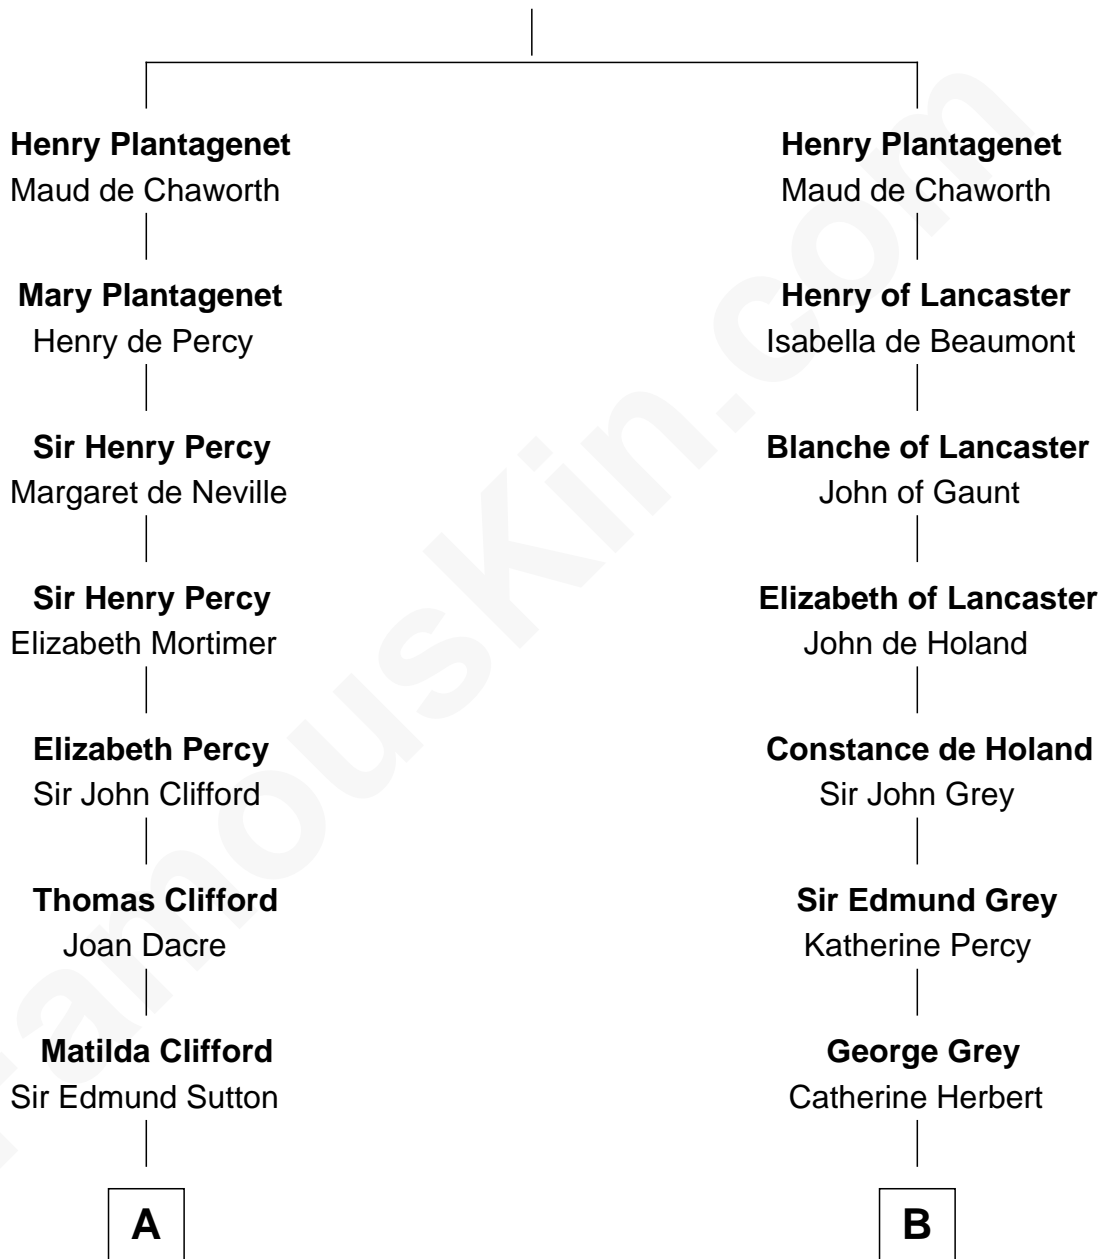 Henry Plantagenet
Maud de Chaworth
Mary Plantagenet
Henry de Percy
Sir Henry Percy
Margaret de Neville
Sir Henry Percy
Elizabeth Mortimer
Elizabeth Percy
Sir John Clifford
Thomas Clifford
Joan Dacre
Matilda Clifford
Sir Edmund Sutton
A
Henry Plantagenet
Maud de Chaworth
Henry of Lancaster
Isabella de Beaumont
Blanche of Lancaster
John of Gaunt
Elizabeth of Lancaster
John de Holand
Constance de Holand
Sir John Grey
Sir Edmund Grey
Katherine Percy
George Grey
Catherine Herbert
B
FamousKin.com